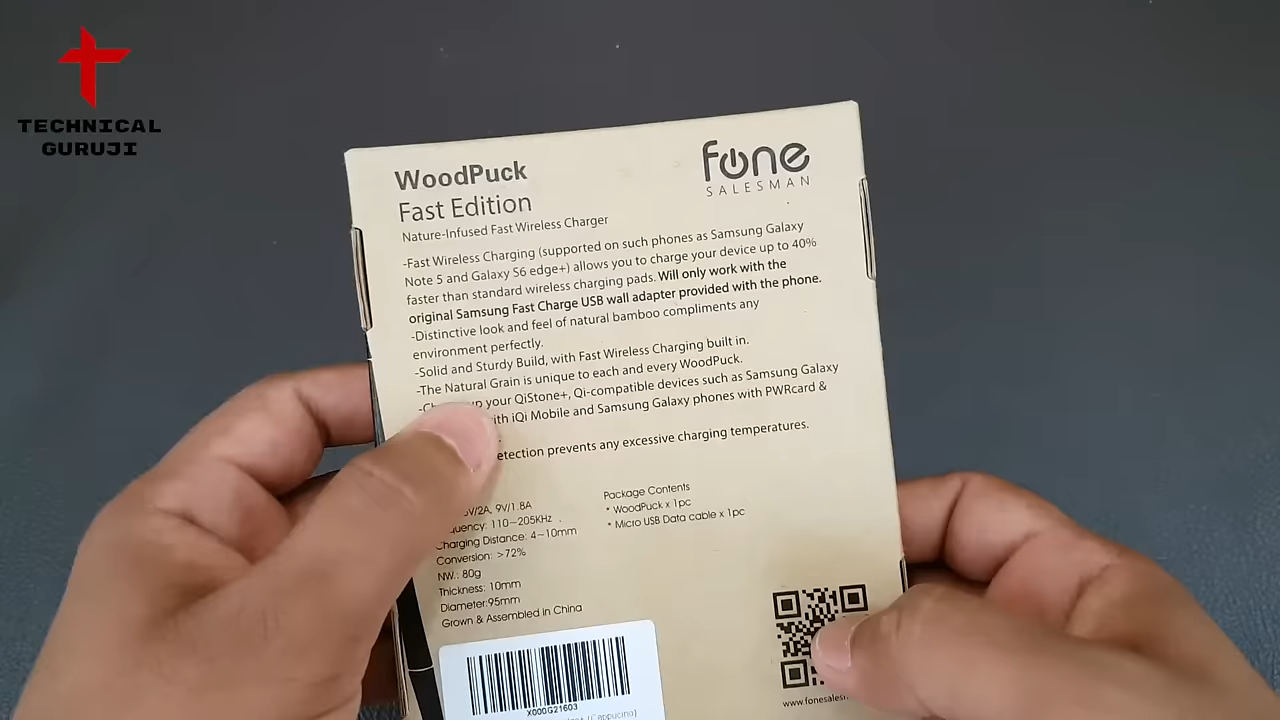 TECHNICAL
GURUJI
WoodPuck
Fast Edition
Nature-Infused Fast Wireless Charger
fone
SALESMAN
-Fast Wireless Charging (supported on such phones as Samsung Galaxy
Note 5 and Galaxy S6 edge+) allows you to charge your device up to 40%
faster than standard wireless charging pads. Will only work with the
original Samsung Fast Charge USB wall adapter provided with the phone.
-Distinctive look and feel of natural bamboo compliments any
environment perfectly.
-Solid and Sturdy Build, with Fast Wireless Charging built in.
-The Natural Grain is unique to each and every WoodPuck.
up your QiStone+, Qi-compatible devices such as Samsung Galaxy
with iQi Mobile and Samsung Galaxy phones with PWRcard &
prevents any excessive charging temperatures.
9V/1.8A
110~205KHz
Charging Distance: 4~10mm
Conversion: >72%
NW.: 80g
Thickness: 10mm
Diameter:95mm
Grown & Assembled in China
Package Contents
* WoodPuck x 1pc
* Micro USB Data cable x 1pc
X000G21603
(Cappucino)